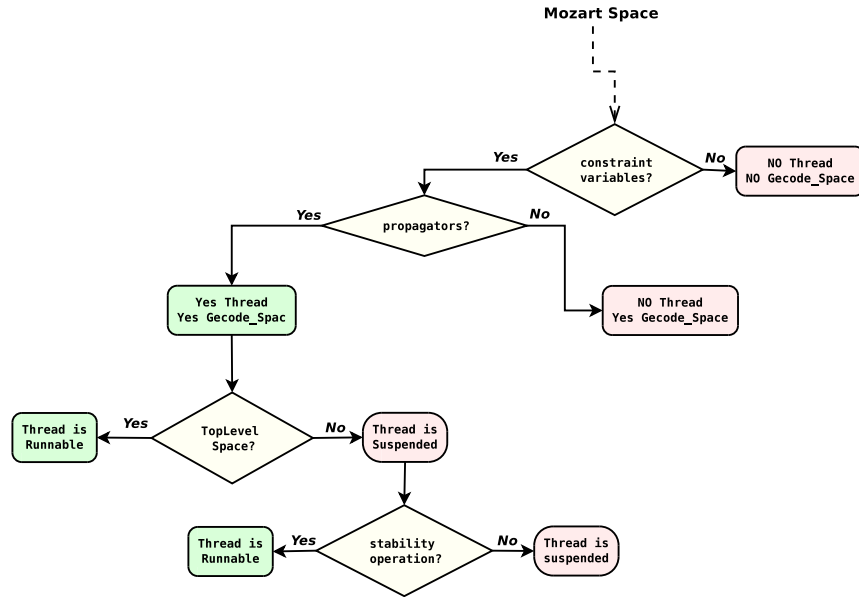 Mozart Space
constraint
variables?
Yes
No
NO Thread
NO Gecode_Space
propagators?
Yes
No
Yes Thread
Yes Gecode_Spac
NO Thread
Yes Gecode_Space
TopLevel
Space?
Yes
No
Thread is
Runnable
Thread is
Suspended
stability
operation?
Yes
No
Thread is
Runnable
Thread is
suspended